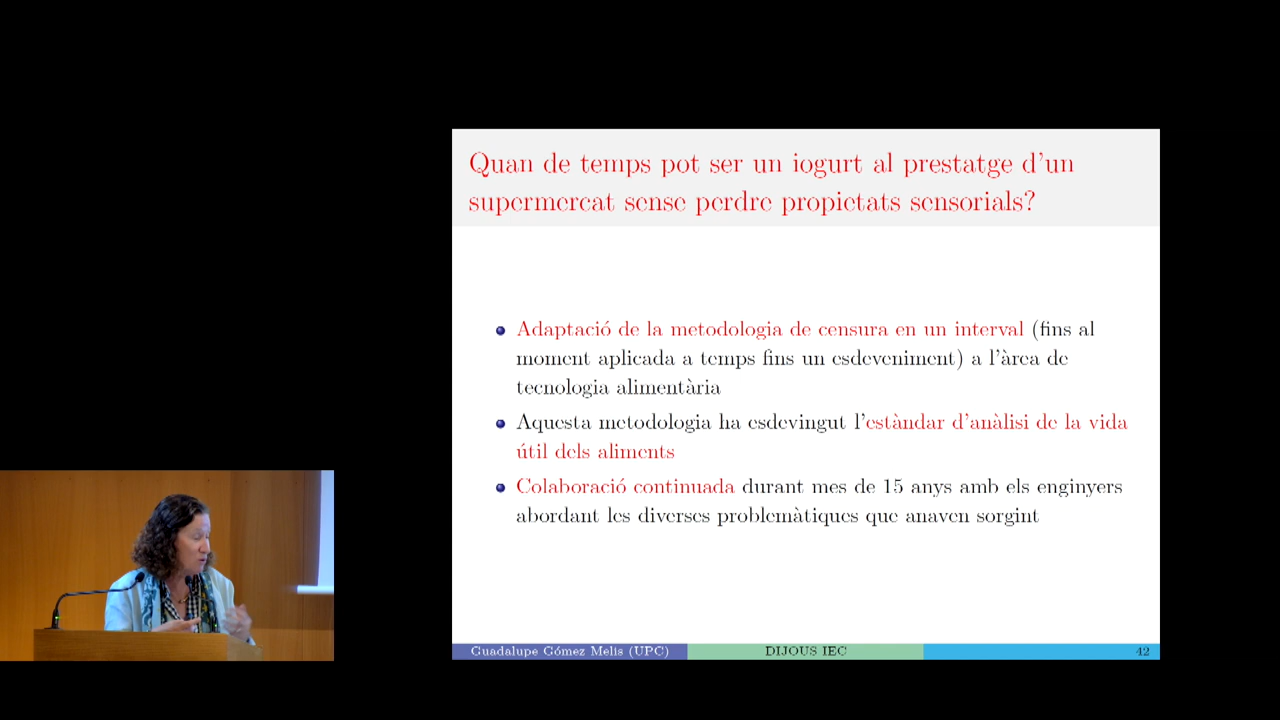 Quan de temps pot ser un iogurt al prestatge d'un
supermercat sense perdre propietats sensorials?
Adaptació de la metodologia de censura en un interval (fins al
moment aplicada a temps fins un esdeveniment) a l'àrea de
tecnologia alimentària
Aquesta metodologia ha esdevingut l'estàndar d'anàlisi de la vida
útil dels aliments
Colaboració continuada durant mes de 15 anys amb els enginyers
abordant les diverses problemàtiques que anaven sorgint
Guadalupe Gómez Melis (UPC) DIJOUS IEC 42